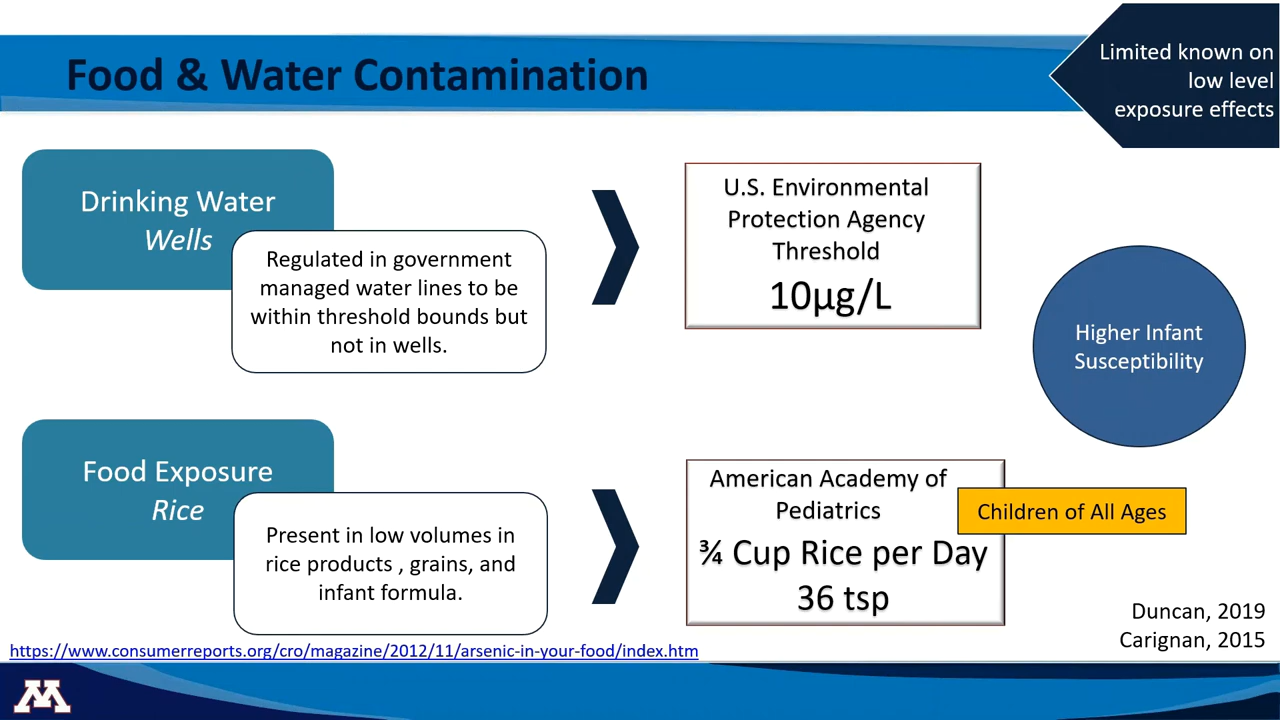 Food & Water Contamination
Limited known on
low level
exposure effects
Drinking Water
Wells
Regulated in government
managed water lines to be
within threshold bounds but
not in wells.
U.S. Environmental
Protection Agency
Threshold
10µg/L
Higher Infant
Susceptibility
Food Exposure
Rice
Present in low volumes in
rice products , grains, and
infant formula.
American Academy of
Pediatrics
¾ Cup Rice per Day
36 tsp
Children of All Ages
Duncan, 2019
Carignan, 2015
https://www.consumerreports.org/cro/magazine/2012/11/arsenic-in-your-food/index.htm
M